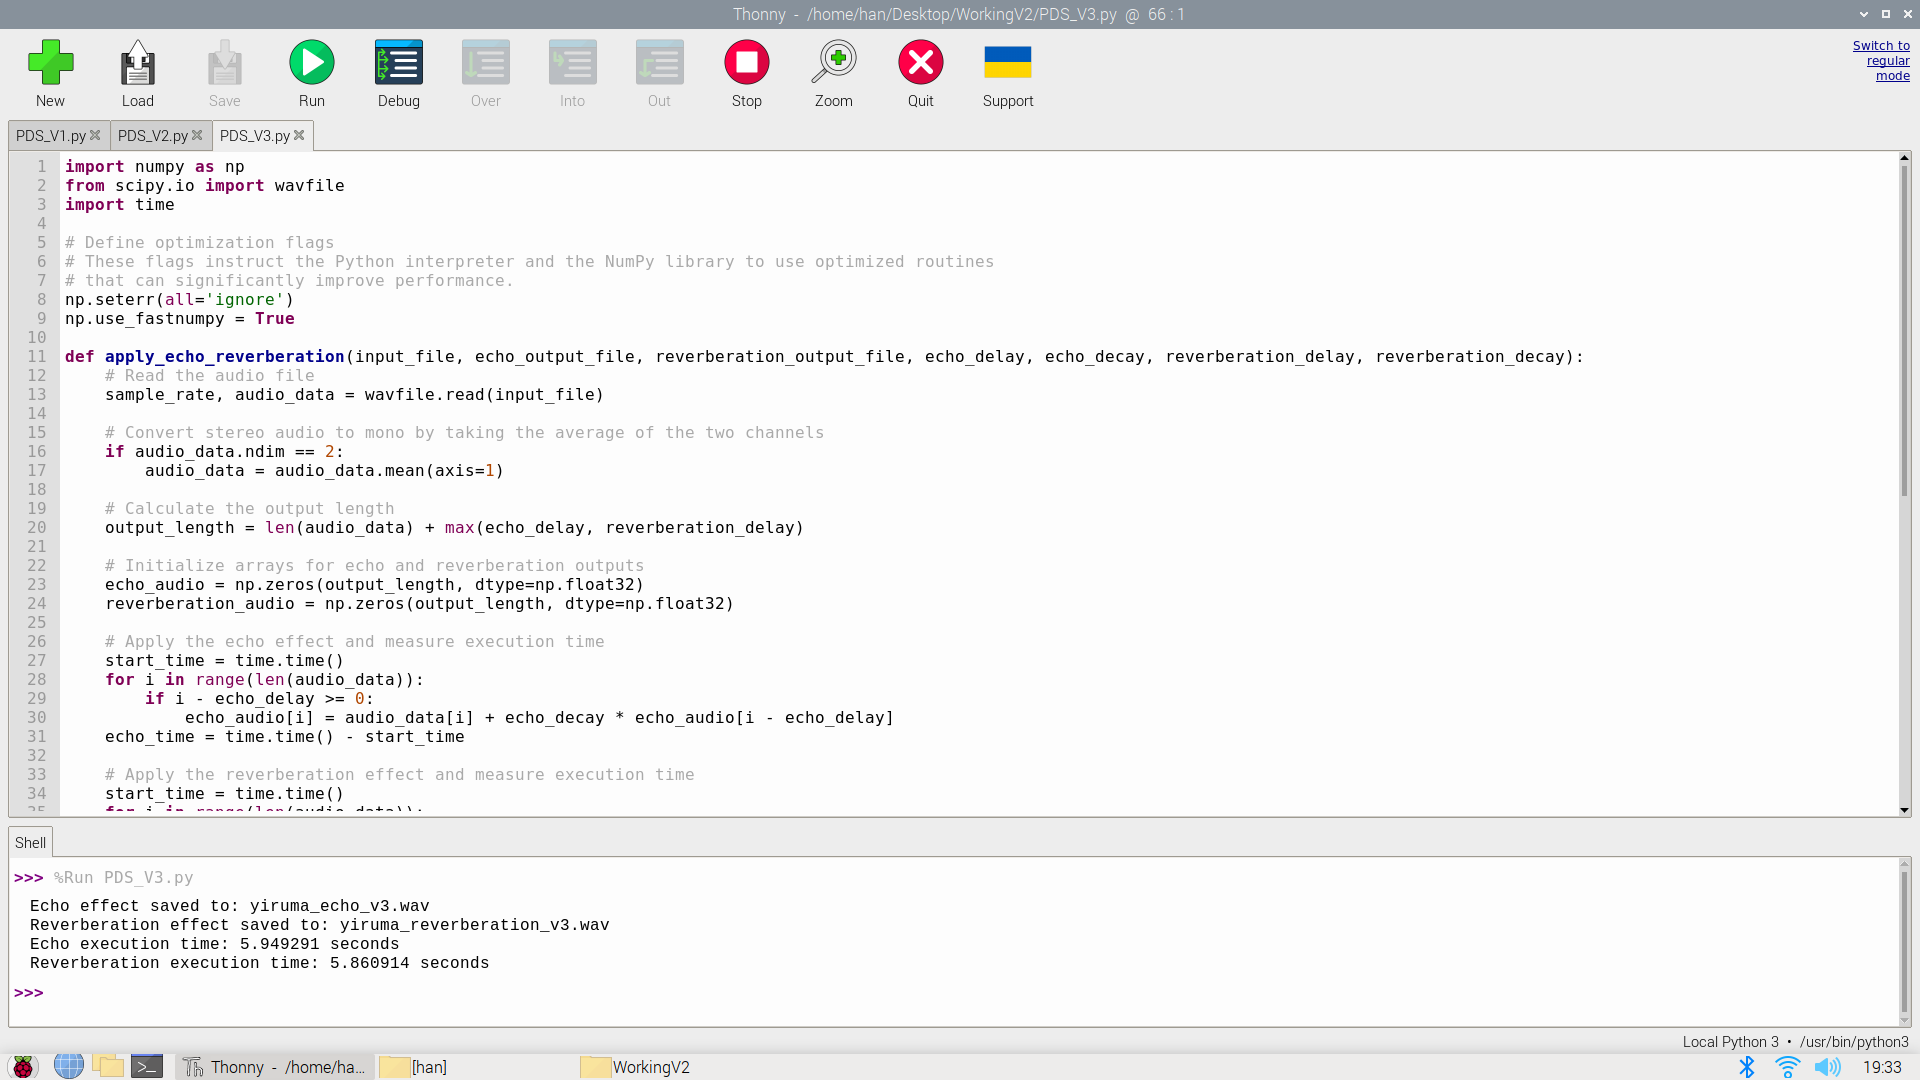 Thonny - /home/han/Desktop/WorkingV2/PDS_V3.py @ 66 : 1
New Load Save Run Debug Over Into Out Stop Zoom Quit Support
Switch to
regular
mode
PDS_V1.py PDS_V2.py PDS_V3.py
1 import numpy as np
2 from scipy.io import wavfile
3 import time
4
5 # Define optimization flags
6 # These flags instruct the Python interpreter and the NumPy library to use optimized routines
7 # that can significantly improve performance.
8 np.seterr(all='ignore')
9 np.use_fastnumpy = True
10
11 def apply_echo_reverberation(input_file, echo_output_file, reverberation_output_file, echo_delay, echo_decay, reverberation_delay, reverberation_decay):
12     # Read the audio file
13     sample_rate, audio_data = wavfile.read(input_file)
14
15     # Convert stereo audio to mono by taking the average of the two channels
16     if audio_data.ndim == 2:
17         audio_data = audio_data.mean(axis=1)
18
19     # Calculate the output length
20     output_length = len(audio_data) + max(echo_delay, reverberation_delay)
21
22     # Initialize arrays for echo and reverberation outputs
23     echo_audio = np.zeros(output_length, dtype=np.float32)
24     reverberation_audio = np.zeros(output_length, dtype=np.float32)
25
26     # Apply the echo effect and measure execution time
27     start_time = time.time()
28     for i in range(len(audio_data)):
29         if i - echo_delay >= 0:
30             echo_audio[i] = audio_data[i] + echo_decay * echo_audio[i - echo_delay]
31     echo_time = time.time() - start_time
32
33     # Apply the reverberation effect and measure execution time
34     start_time = time.time()
35     for i in range(len(audio_data)):
Shell
>>> %Run PDS_V3.py
Echo effect saved to: yiruma_echo_v3.wav
Reverberation effect saved to: yiruma_reverberation_v3.wav
Echo execution time: 5.949291 seconds
Reverberation execution time: 5.860914 seconds
>>>
Local Python 3 • /usr/bin/python3
Thonny - /home/ha... [han] WorkingV2 19:33